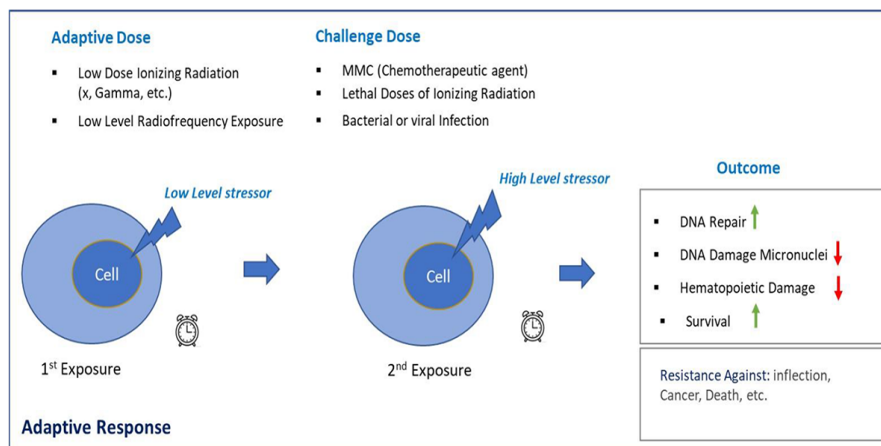 Adaptive Dose
▪ Low Dose Ionizing Radiation
(x, Gamma, etc.)
▪ Low Level Radiofrequency Exposure
Challenge Dose
▪ MMC (Chemotherapeutic agent)
▪ Lethal Doses of Ionizing Radiation
▪ Bacterial or viral Infection
Low Level stressor
Cell
1st Exposure
High Level stressor
Cell
2nd Exposure
Outcome
▪ DNA Repair
▪ DNA Damage Micronuclei
▪ Hematopoietic Damage
▪ Survival
Resistance Against: inflection,
Cancer, Death, etc.
Adaptive Response